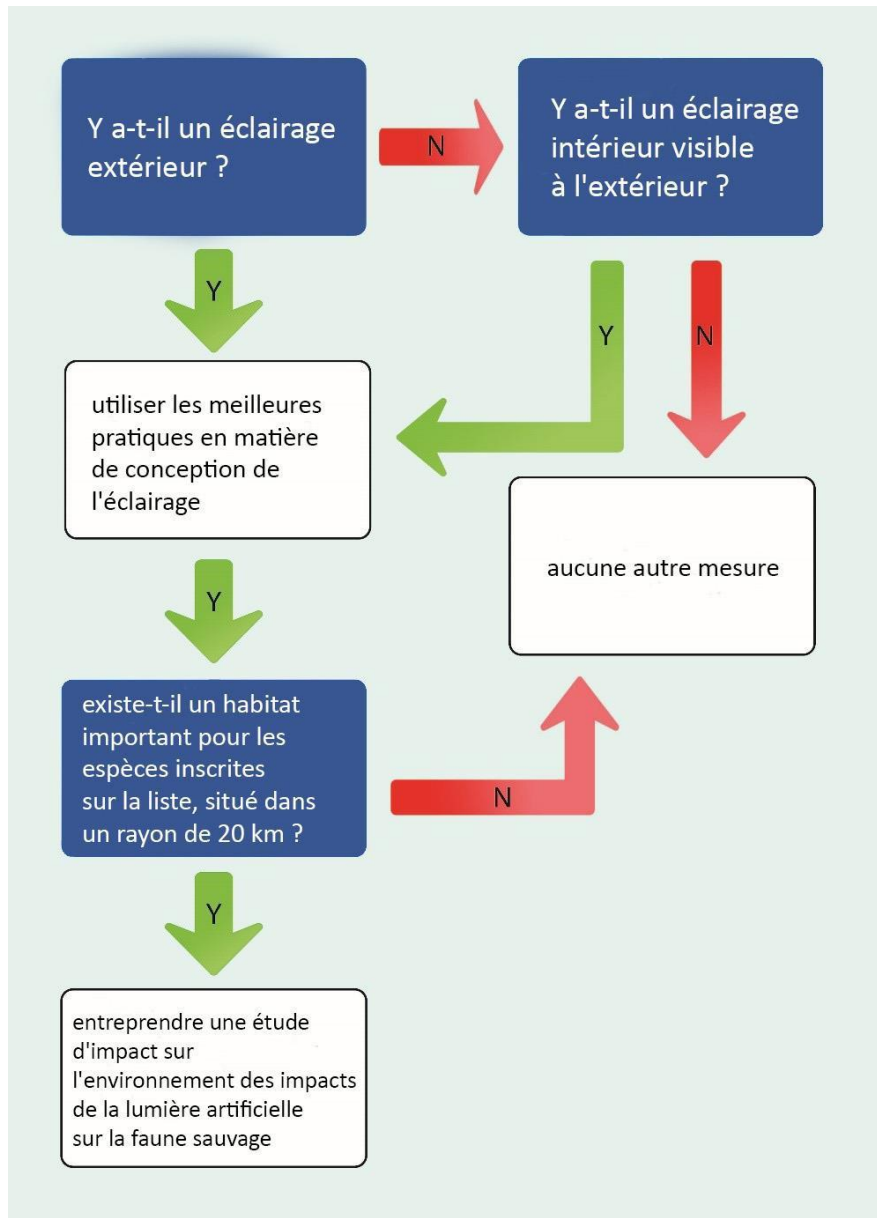 Y a-t-il un éclairage
extérieur ?
N
Y a-t-il un éclairage
intérieur visible
à l'extérieur ?
Y
Y
N
utiliser les meilleures
pratiques en matière
de conception de
l'éclairage
aucune autre mesure
Y
existe-t-il un habitat
important pour les
espèces inscrites
sur la liste, situé dans
un rayon de 20 km ?
N
Y
entreprendre une étude
d'impact sur
l'environnement des impacts
de la lumière artificielle
sur la faune sauvage